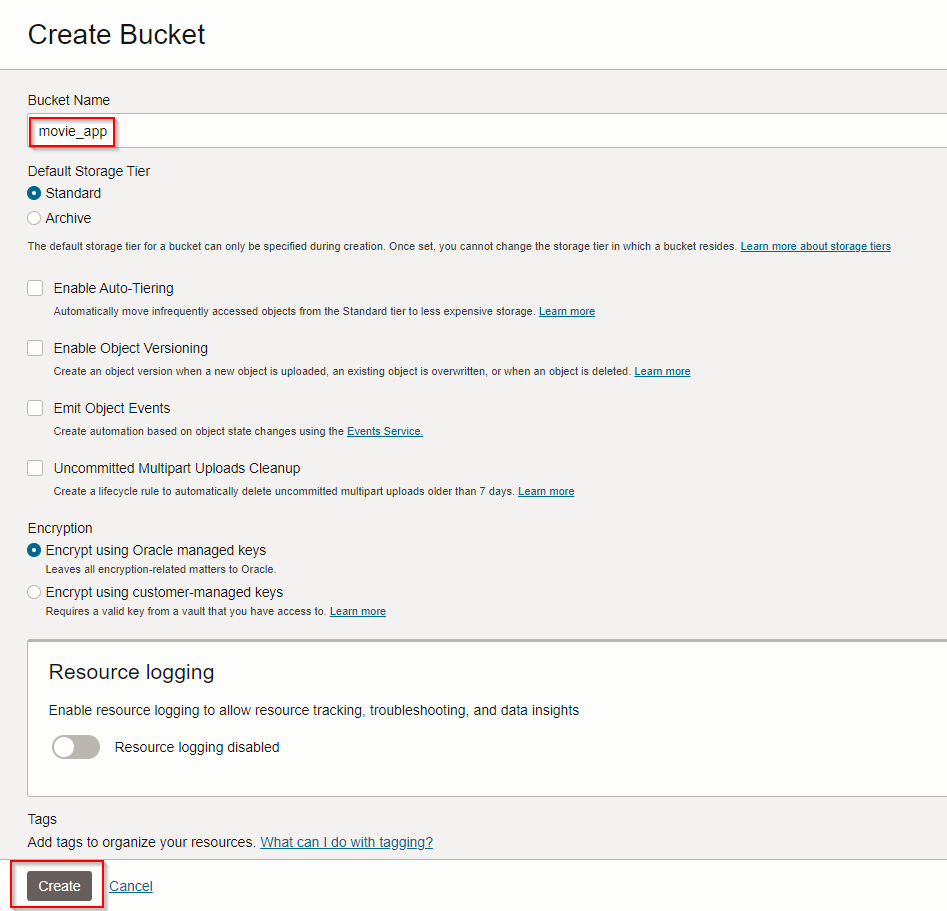 Create Bucket
Bucket Name
movie_app
Default Storage Tier
Standard
Archive
The default storage tier for a bucket can only be specified during creation. Once set, you cannot change the storage tier in which a bucket resides. Learn more about storage tiers
Enable Auto-Tiering
Automatically move infrequently accessed objects from the Standard tier to less expensive storage. Learn more
Enable Object Versioning
Create an object version when a new object is uploaded, an existing object is overwritten, or when an object is deleted. Learn more
Emit Object Events
Create automation based on object state changes using the Events Service.
Uncommitted Multipart Uploads Cleanup
Create a lifecycle rule to automatically delete uncommitted multipart uploads older than 7 days. Learn more
Encryption
Encrypt using Oracle managed keys
Leaves all encryption-related matters to Oracle.
Encrypt using customer-managed keys
Requires a valid key from a vault that you have access to. Learn more
Resource logging
Enable resource logging to allow resource tracking, troubleshooting, and data insights
Resource logging disabled
Tags
Add tags to organize your resources. What can I do with tagging?
Create Cancel